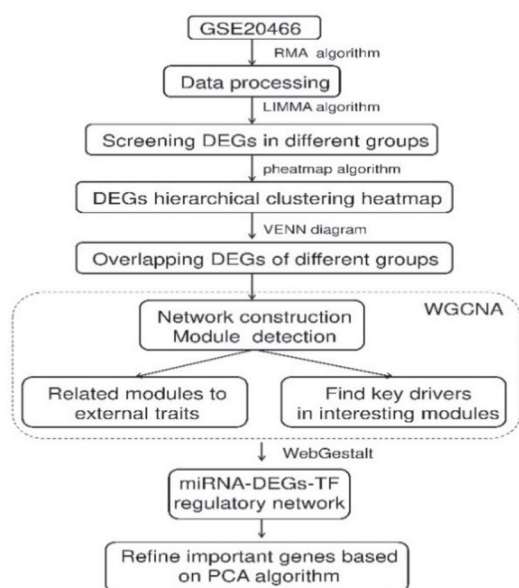 GSE20466
RMA algorithm
Data processing
LIMMA algorithm
Screening DEGs in different groups
pheatmap algorithm
DEGs hierarchical clustering heatmap
VENN diagram
Overlapping DEGs of different groups
WGCNA
Network construction
Module detection
Related modules to
external traits
Find key drivers
in interesting modules
WebGestalt
miRNA-DEGs-TF
regulatory network
Refine important genes based
on PCA algorithm